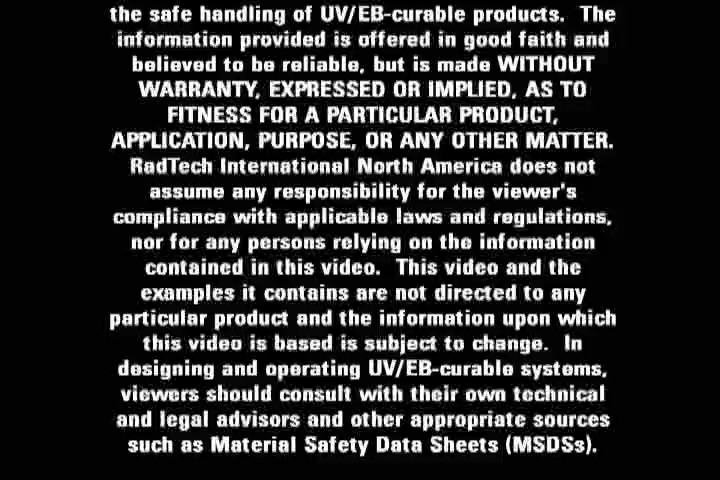 the safe handling of UV/EB-curable products.  The
information provided is offered in good faith and
believed to be reliable, but is made WITHOUT
WARRANTY, EXPRESSED OR IMPLIED, AS TO
FITNESS FOR A PARTICULAR PRODUCT,
APPLICATION, PURPOSE, OR ANY OTHER MATTER.
RadTech International North America does not
assume any responsibility for the viewer's
compliance with applicable laws and regulations,
nor for any persons relying on the information
contained in this video.  This video and the
examples it contains are not directed to any
particular product and the information upon which
this video is based is subject to change.  In
designing and operating UV/EB-curable systems,
viewers should consult with their own technical
and legal advisors and other appropriate sources
such as Material Safety Data Sheets (MSDSs).